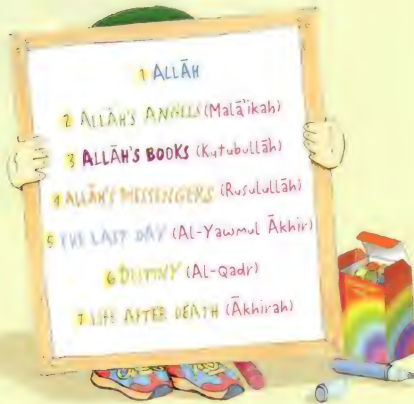 1 ALLĀH
2 ALLĀH'S ANGELS (Malā'ikah)
3 ALLĀH'S BOOKS (Kutubullāh)
4 ALLĀH'S MESSENGERS (Rusulullāh)
5 THE LAST DAY (Al-Yawmul Ākhir)
6 DESTINY (Al-Qadr)
7 LIFE AFTER DEATH (Ākhirah)